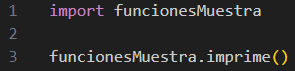 1 import funcionesMuestra
2
3 funcionesMuestra.imprime()